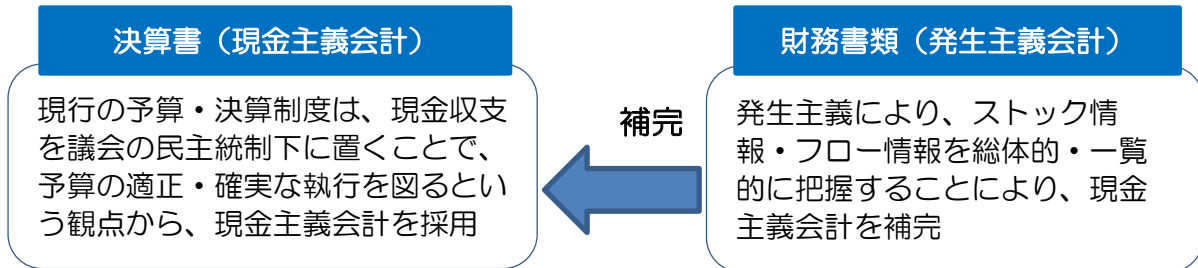 決算書（現金主義会計）
現行の予算・決算制度は、現金収支
を議会の民主統制下に置くことで、
予算の適正・確実な執行を図るとい
う観点から、現金主義会計を採用
補完
財務書類（発生主義会計）
発生主義により、ストック情
報・フロー情報を総体的・一覧
的に把握することにより、現金
主義会計を補完